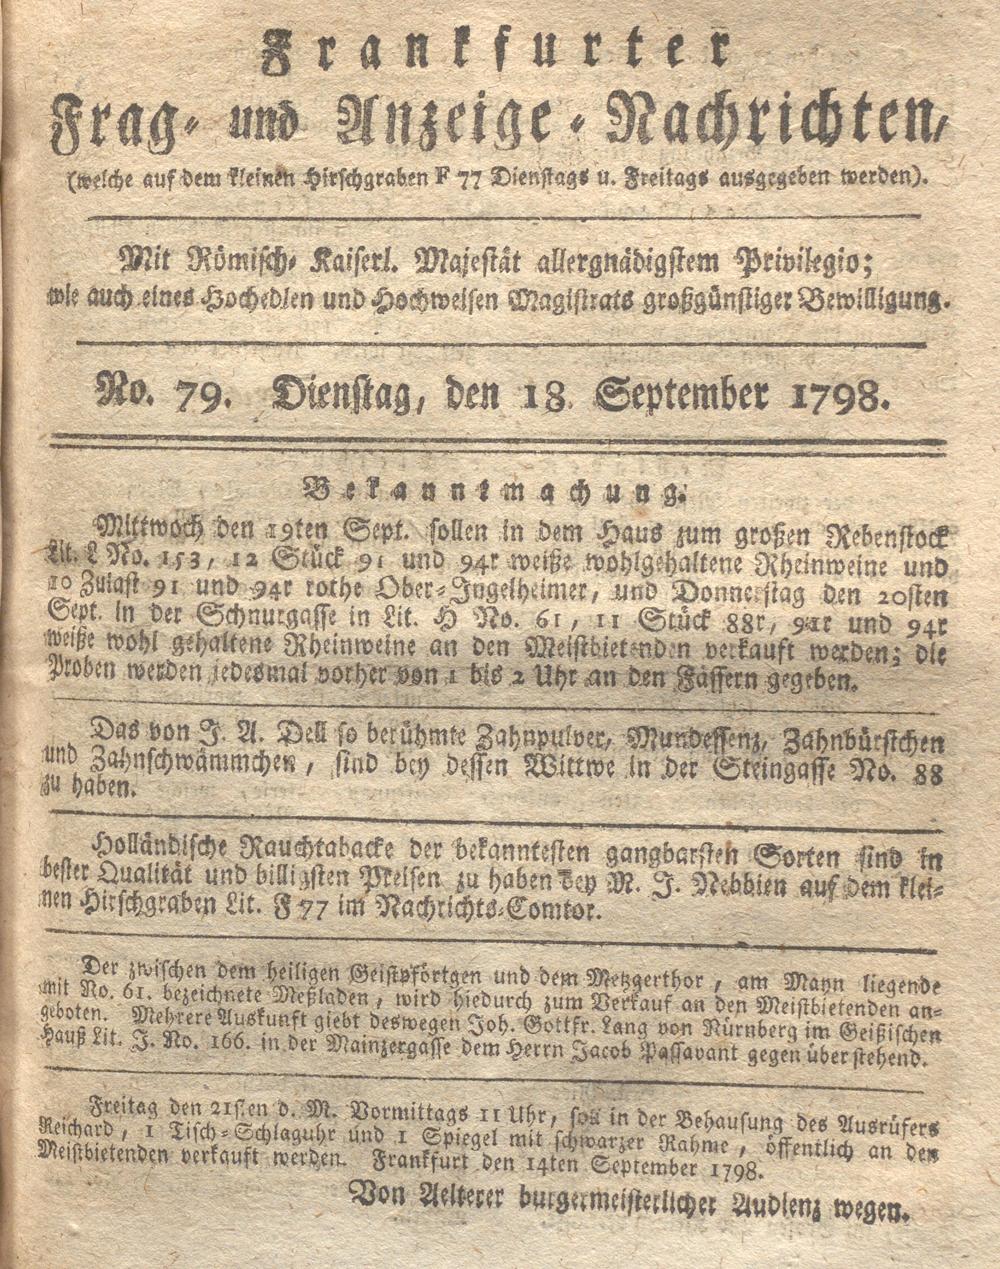 Frankfurter
Frag- und Anzeige-Nachrichten,
(welche auf dem kleinen Hirschgraben F 77 Dienstags u. Freitags ausgegeben werden).
Mit Römisch-Kaiserl. Majestät allergnädigstem Privilegio;
wie auch eines Hochedlen und Hochweisen Magistrats großgünstiger Bewilligung.
No. 79. Dienstag, den 18. September 1798.
Bekanntmachung.
Mittwoch den 19ten Sept. sollen in dem Haus zum großen Rebenstock
Lit. L No. 153, 12 Stück 91 und 94r weiße wohlgehaltene Rheinweine und
10 Zulast 91 und 94r rothe Ober-Ingelheimer, und Donnerstag den 20sten
Sept. in der Schnurgasse in Lit. H No. 61, 11 Stück 88r, 91r und 94r
weiße wohl gehaltene Rheinweine an den Meistbietenden verkauft werden; die
Proben werden jedesmal vorher von 1 bis 2 Uhr an den Fässern gegeben.
Das von J. A. Dell so berühmte Zahnpulver, Mundessenz, Zahnbürstchen
und Zahnschwämmchen, sind bey dessen Wittwe in der Steingasse No. 88
zu haben.
Holländische Rauchtabacke der bekanntesten gangbarsten Sorten sind in
bester Qualität und billigsten Preisen zu haben bey M. J. Nebbien auf dem klei-
nen Hirschgraben Lit. F 77 im Nachrichts-Comtor.
Der zwischen dem heiligen Geistpförtgen und dem Metzgerthor, am Mayn liegende
mit No. 61. bezeichnete Meßladen, wird hiedurch zum Verkauf an den Meistbietenden an-
geboten. Mehrere Auskunft giebt deswegen Joh. Gottfr. Lang von Nürnberg im Geißischen
Hauß Lit. J. No. 166. in der Mainzergasse dem Herrn Jacob Passavant gegen über stehend.
Freitag den 21sten d. M. Vormittags 11 Uhr, soll in der Behausung des Ausrüfers
Reichard, 1 Tisch-Schlaguhr und 1 Spiegel mit schwarzer Rahme, öffentlich an den
Meistbietenden verkauft werden. Frankfurt den 14ten September 1798.
Von Aelterer burgermeisterlicher Audienz wegen.